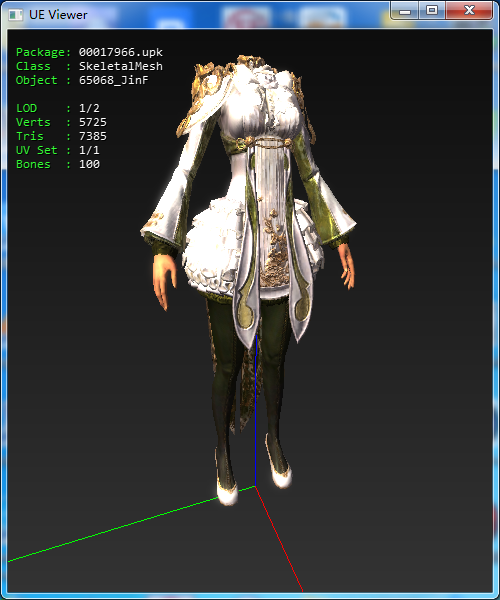 UE Viewer
Package: 00017966.upk
Class : SkeletalMesh
Object : 65068_JinF
LOD : 1/2
Verts : 5725
Tris : 7385
UV Set : 1/1
Bones : 100